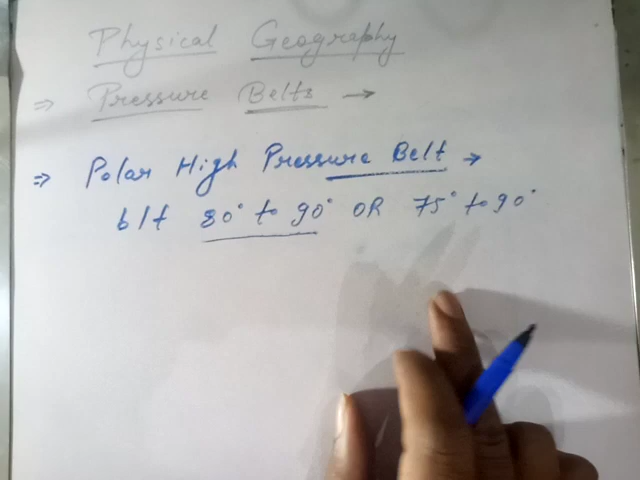 Physical Geography
⇒ Pressure Belts →
⇒ Polar High Pressure Belt →
b/t 80° to 90° OR 75° to 90°